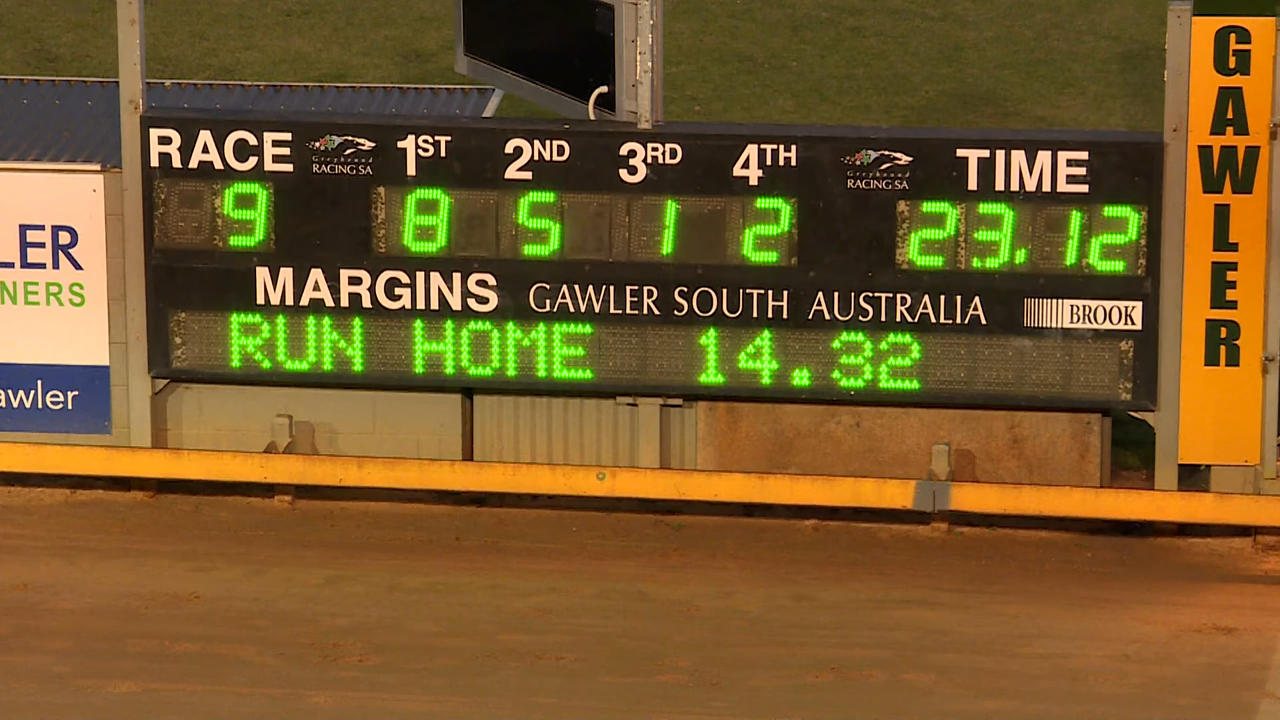 RACE
Greyhound
RACING SA
1ST 2ND 3RD 4TH
Greyhound
RACING SA
TIME
9 8 5 1 2 23.12
MARGINS GAWLER SOUTH AUSTRALIA BROOK
RUN HOME 14.32
LER
NERS
awler
GAWLER